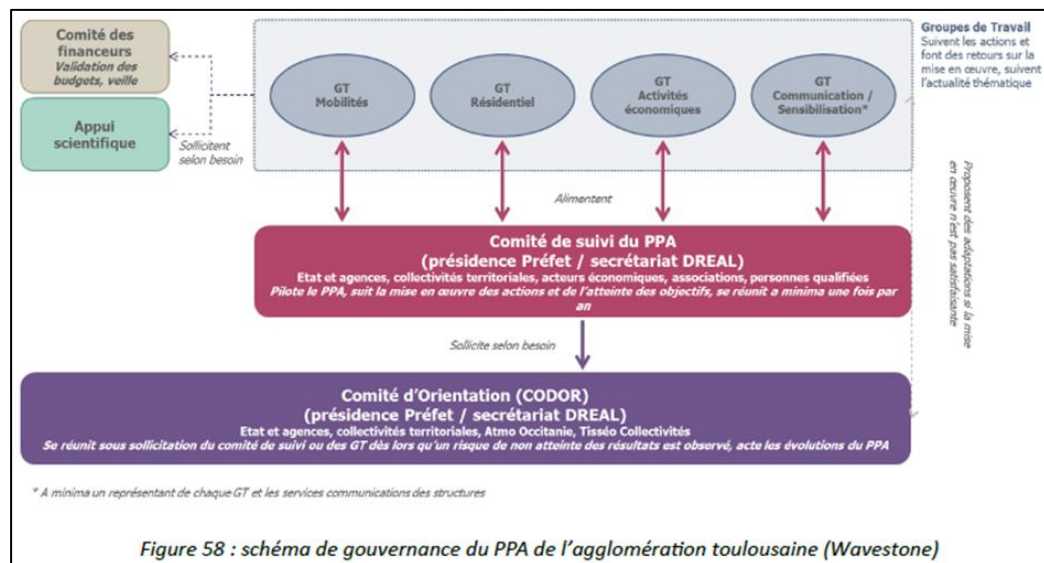 Comité des
financeurs
Validation des
budgets, veille
Appui
scientifique
Sollicitent
selon besoin
GT
Mobilités
GT
Résidentiel
GT
Activités
économiques
GT
Communication /
Sensibilisation*
Groupes de Travail
Suivent les actions et
font des retours sur la
mise en œuvre, suivent
l'actualité thématique
Alimentent
Proposent des adaptations si la mise
en œuvre n'est pas satisfaisante
Comité de suivi du PPA
(présidence Préfet / secrétariat DREAL)
Etat et agences, collectivités territoriales, acteurs économiques, associations, personnes qualifiées
Pilote le PPA, suit la mise en œuvre des actions et de l'atteinte des objectifs, se réunit a minima une fois par
an
Sollicite selon besoin
Comité d'Orientation (CODOR)
(présidence Préfet / secrétariat DREAL)
Etat et agences, collectivités territoriales, Atmo Occitanie, Tisséo Collectivités
Se réunit sous sollicitation du comité de suivi ou des GT dès lors qu'un risque de non atteinte des résultats est observé, acte les évolutions du PPA
* A minima un représentant de chaque GT et les services communications des structures
Figure 58 : schéma de gouvernance du PPA de l'agglomération toulousaine (Wavestone)